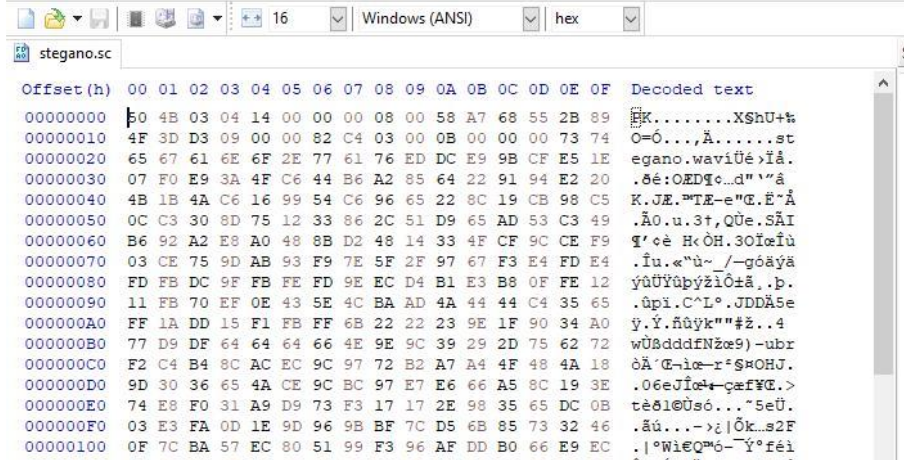 16 Windows (ANSI) hex
stegano.sc
Offset(h) 00 01 02 03 04 05 06 07 08 09 0A 0B 0C 0D 0E 0F Decoded text
00000000 50 4B 03 04 14 00 00 00 08 00 58 A7 68 55 2B 89 PK........X§hU+‰
00000010 4F 3D D3 09 00 00 82 C4 03 00 0B 00 00 00 73 74 O=Ó...‚Ä......st
00000020 65 67 61 6E 6F 2E 77 61 76 ED DC E9 9B CF E5 1E egano.wavíÜé›Ïå.
00000030 07 F0 E9 3A 4F C6 44 B6 A2 85 64 22 91 94 E2 20 .ðé:OÆD¶¢…d"‘”â
00000040 4B 1B 4A C6 16 99 54 C6 96 65 22 8C 19 CB 98 C5 K.JÆ.™TÆ–e"Œ.Ë˜Å
00000050 0C C3 30 8D 75 12 33 86 2C 51 D9 65 AD 53 C3 49 .Ã0.u.3†,QÙe.SÃI
00000060 B6 92 A2 E8 A0 48 8B D2 48 14 33 4F CF 9C CE F9 ¶’¢è H‹ÒH.3OÏœÎù
00000070 03 CE 75 9D AB 93 F9 7E 5F 2F 97 67 F3 E4 FD E4 .Îu.«“ù~_/—góäýä
00000080 FD FB DC 9F FB FE FD 9E EC D4 B1 E3 B8 0F FE 12 ýûÜŸûþýžìÔ±ã¸.þ.
00000090 11 FB 70 EF 0E 43 5E 4C BA AD 4A 44 44 C4 35 65 .ûpï.C^Lº.JDDÄ5e
000000A0 FF 1A DD 15 F1 FB FF 6B 22 22 23 9E 1F 90 34 A0 ÿ.Ý.ñûÿk""#ž..4
000000B0 77 D9 DF 64 64 64 66 4E 9E 9C 39 29 2D 75 62 72 wÙßdddfNžœ9)-ubr
000000C0 F2 C4 B4 8C AC EC 9C 97 72 B2 A7 A4 4F 48 4A 18 òÄ´Œ¬ìœ—r²§¤OHJ.
000000D0 9D 30 36 65 4A CE 9C BC 97 E7 E6 66 A5 8C 19 3E .06eJÎœ¼—çæf¥Œ.>
000000E0 74 E8 F0 31 A9 D9 73 F3 17 17 2E 98 35 65 DC 0B tèð1©Ùsó...˜5eÜ.
000000F0 03 E3 FA 0D 1E 9D 96 9B BF 7C D5 6B 85 73 32 46 .ãú...–›¿|Õk…s2F
00000100 0F 7C BA 57 EC 80 51 99 F3 96 AF DD B0 66 E9 EC .|ºWì€Q™ó–¯Ý°féì